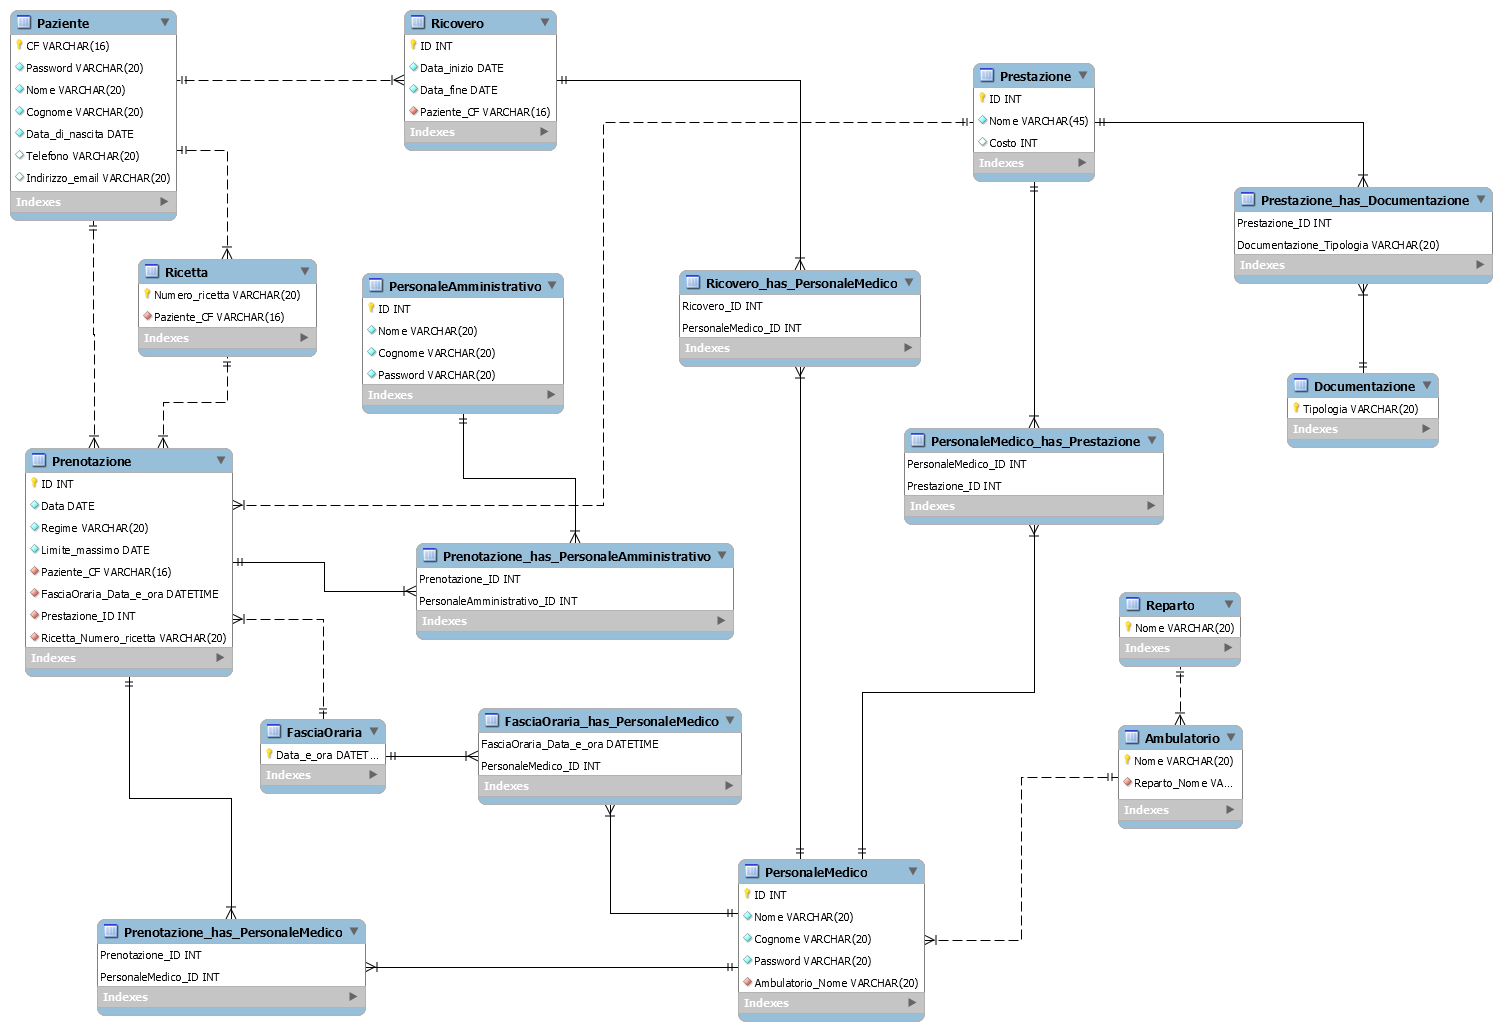 Paziente
CF VARCHAR(16)
Password VARCHAR(20)
Nome VARCHAR(20)
Cognome VARCHAR(20)
Data_di_nascita DATE
Telefono VARCHAR(20)
Indirizzo_email VARCHAR(20)
Indexes
Ricovero
ID INT
Data_inizio DATE
Data_fine DATE
Paziente_CF VARCHAR(16)
Indexes
Prestazione
ID INT
Nome VARCHAR(45)
Costo INT
Indexes
Prestazione_has_Documentazione
Prestazione_ID INT
Documentazione_Tipologia VARCHAR(20)
Indexes
Ricetta
Numero_ricetta VARCHAR(20)
Paziente_CF VARCHAR(16)
Indexes
PersonaleAmministrativo
ID INT
Nome VARCHAR(20)
Cognome VARCHAR(20)
Password VARCHAR(20)
Indexes
Ricovero_has_PersonaleMedico
Ricovero_ID INT
PersonaleMedico_ID INT
Indexes
Documentazione
Tipologia VARCHAR(20)
Indexes
PersonaleMedico_has_Prestazione
PersonaleMedico_ID INT
Prestazione_ID INT
Indexes
Prenotazione
ID INT
Data DATE
Regime VARCHAR(20)
Limite_massimo DATE
Paziente_CF VARCHAR(16)
FasciaOraria_Data_e_ora DATETIME
Prestazione_ID INT
Ricetta_Numero_ricetta VARCHAR(20)
Indexes
Prenotazione_has_PersonaleAmministrativo
Prenotazione_ID INT
PersonaleAmministrativo_ID INT
Indexes
Reparto
Nome VARCHAR(20)
Indexes
FasciaOraria
Data_e_ora DATET...
Indexes
FasciaOraria_has_PersonaleMedico
FasciaOraria_Data_e_ora DATETIME
PersonaleMedico_ID INT
Indexes
Ambulatorio
Nome VARCHAR(20)
Reparto_Nome VA...
Indexes
PersonaleMedico
ID INT
Nome VARCHAR(20)
Cognome VARCHAR(20)
Password VARCHAR(20)
Ambulatorio_Nome VARCHAR(20)
Indexes
Prenotazione_has_PersonaleMedico
Prenotazione_ID INT
PersonaleMedico_ID INT
Indexes